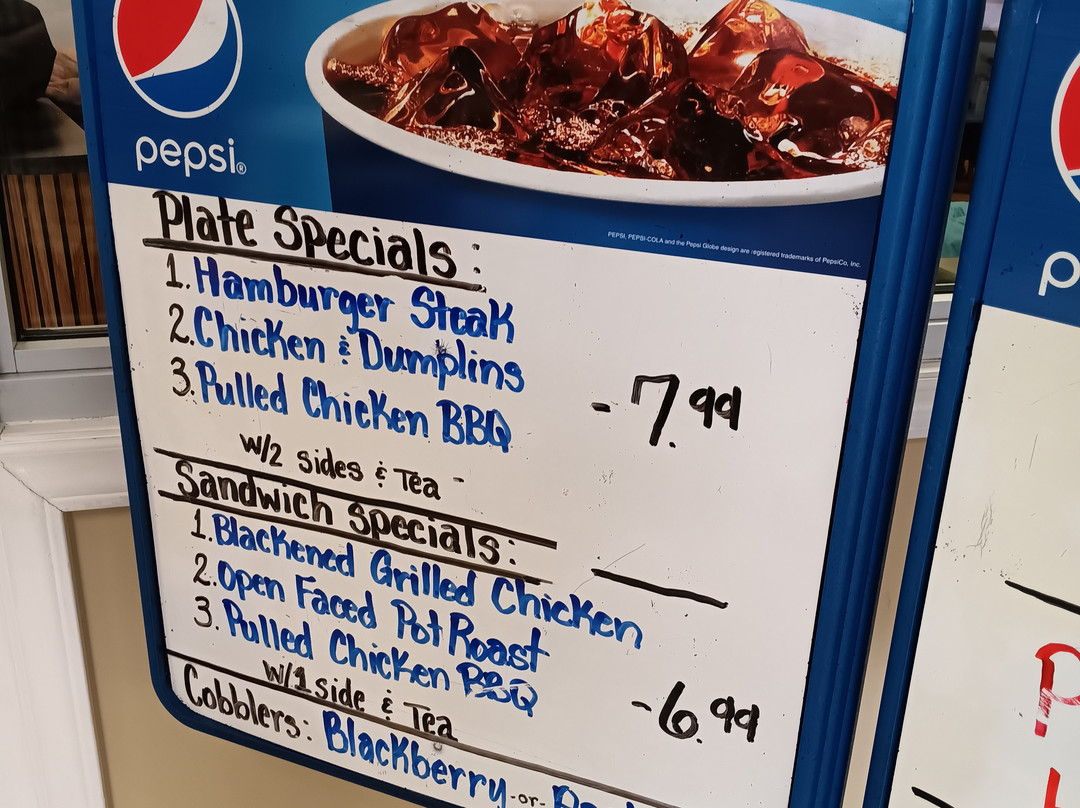 pepsi®
PEPSI, PEPSI-COLA and the Pepsi Globe design are registered trademarks of PepsiCo, Inc.
Plate Specials:
1. Hamburger Steak
2. Chicken & Dumplins
3. Pulled Chicken BBQ
-7.99
W/2 sides & Tea
Sandwich Specials:
1. Blackened Grilled Chicken
2. Open Faced Pot Roast
3. Pulled Chicken BBQ
-6.99
W/1 side & Tea
Cobblers: Blackberry -or-